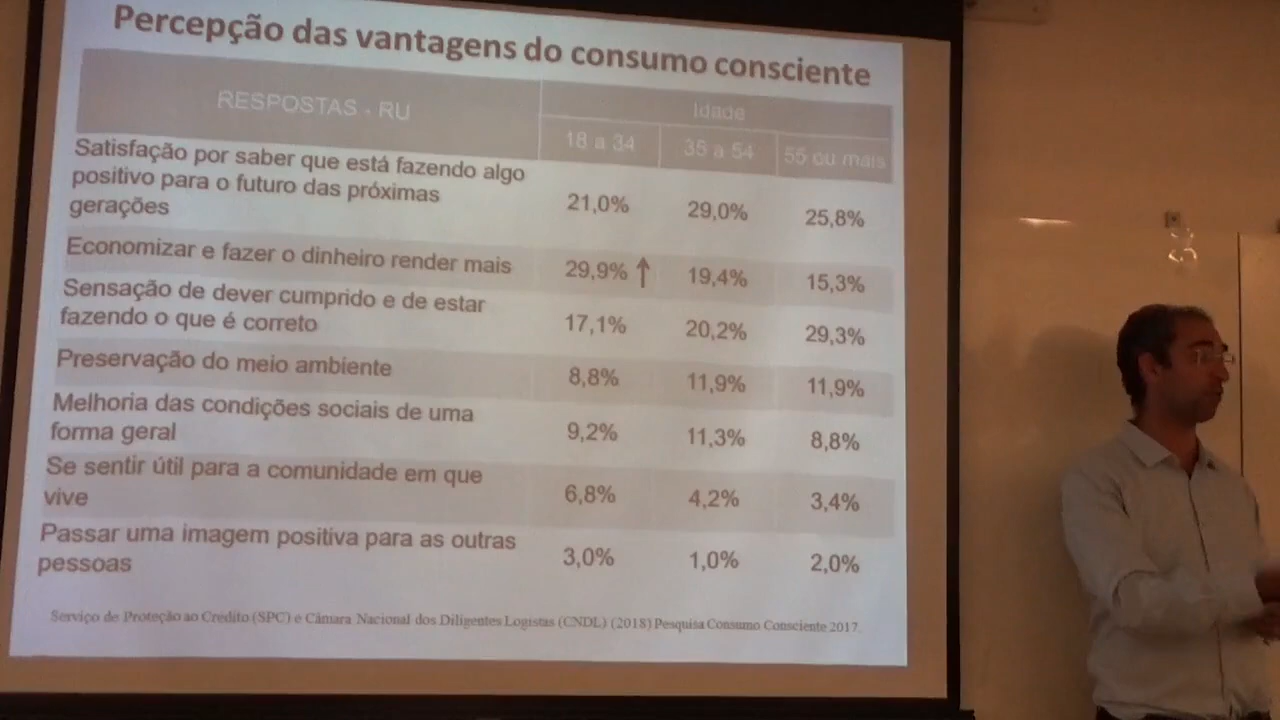 Percepção das vantagens do consumo consciente
RESPOSTAS - RU
Idade
18 a 34 35 a 54 55 ou mais
Satisfação por saber que está fazendo algo
positivo para o futuro das próximas
gerações
21,0% 29,0% 25,8%
Economizar e fazer o dinheiro render mais
29,9% ↑ 19,4% 15,3%
Sensação de dever cumprido e de estar
fazendo o que é correto
17,1% 20,2% 29,3%
Preservação do meio ambiente
8,8% 11,9% 11,9%
Melhoria das condições sociais de uma
forma geral
9,2% 11,3% 8,8%
Se sentir útil para a comunidade em que
vive
6,8% 4,2% 3,4%
Passar uma imagem positiva para as outras
pessoas
3,0% 1,0% 2,0%
Serviço de Proteção ao Credito (SPC) e Câmara Nacional dos Diligentes Logistas (CNDL) (2018) Pesquisa Consumo Consciente 2017.